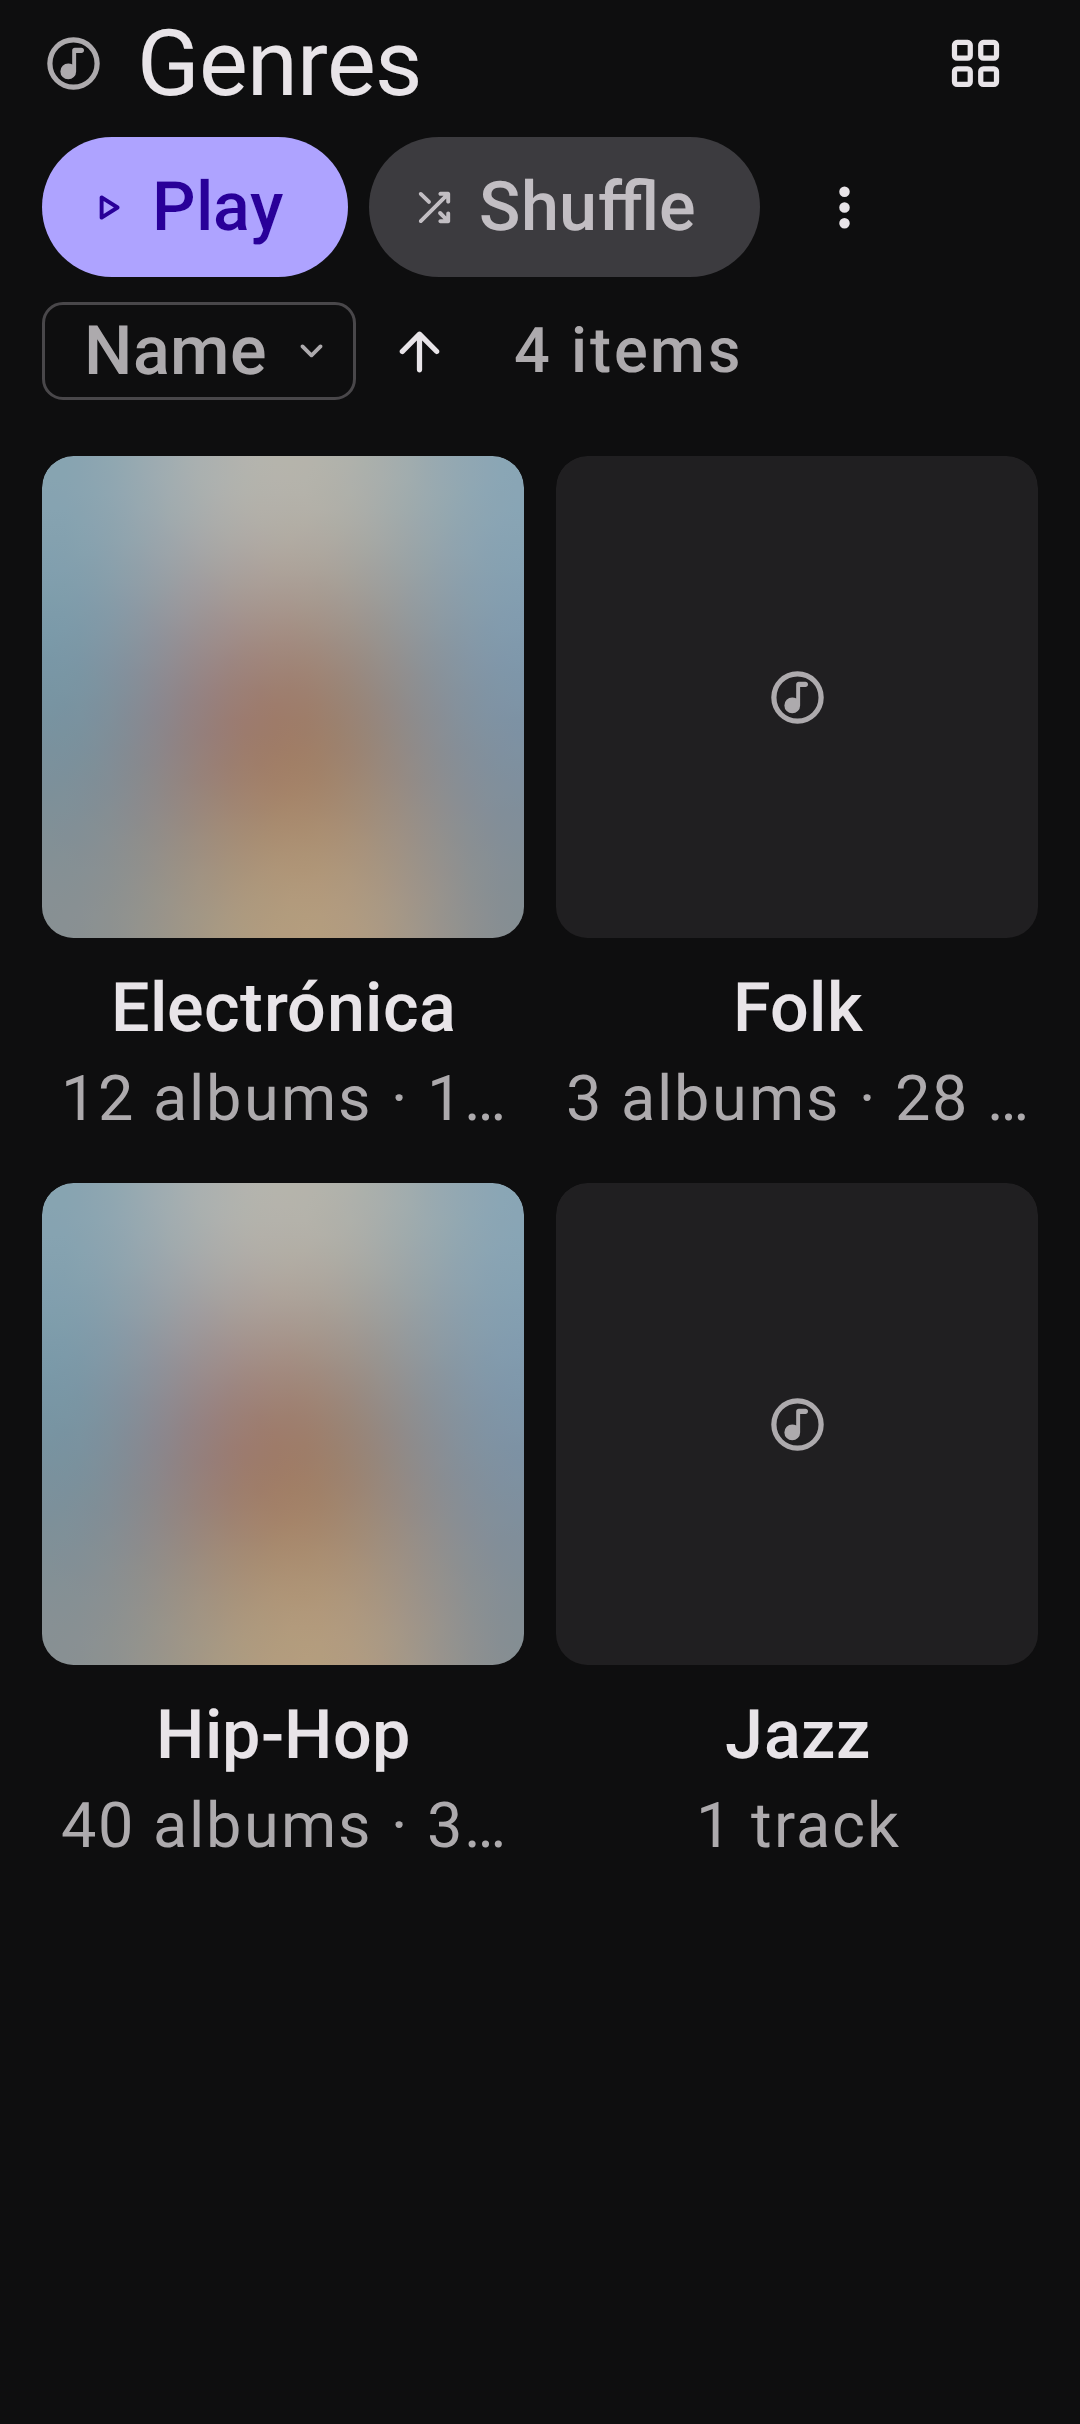 Genres
Play
Shuffle
Name
4 items
Electrónica
Folk
12 albums · 1…
3 albums · 28 …
Hip-Hop
Jazz
40 albums · 3…
1 track